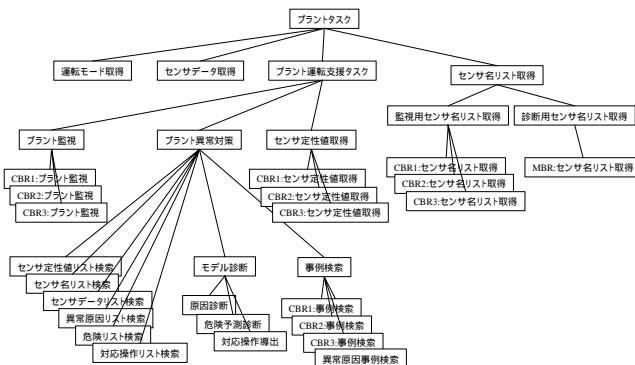 プラントタスク
運転モード取得
センサデータ取得
プラント運転支援タスク
センサ名リスト取得
監視用センサ名リスト取得
診断用センサ名リスト取得
プラント監視
プラント異常対策
センサ定性値取得
CBR1:プラント監視
CBR2:プラント監視
CBR3:プラント監視
CBR1:センサ定性値取得
CBR2:センサ定性値取得
CBR3:センサ定性値取得
CBR1:センサ名リスト取得
CBR2:センサ名リスト取得
CBR3:センサ名リスト取得
MBR:センサ名リスト取得
センサ定性値リスト検索
センサ名リスト検索
センサデータリスト検索
異常原因リスト検索
危険リスト検索
対応操作リスト検索
モデル診断
原因診断
危険予測診断
対応操作導出
事例検索
CBR1:事例検索
CBR2:事例検索
CBR3:事例検索
異常原因事例検索